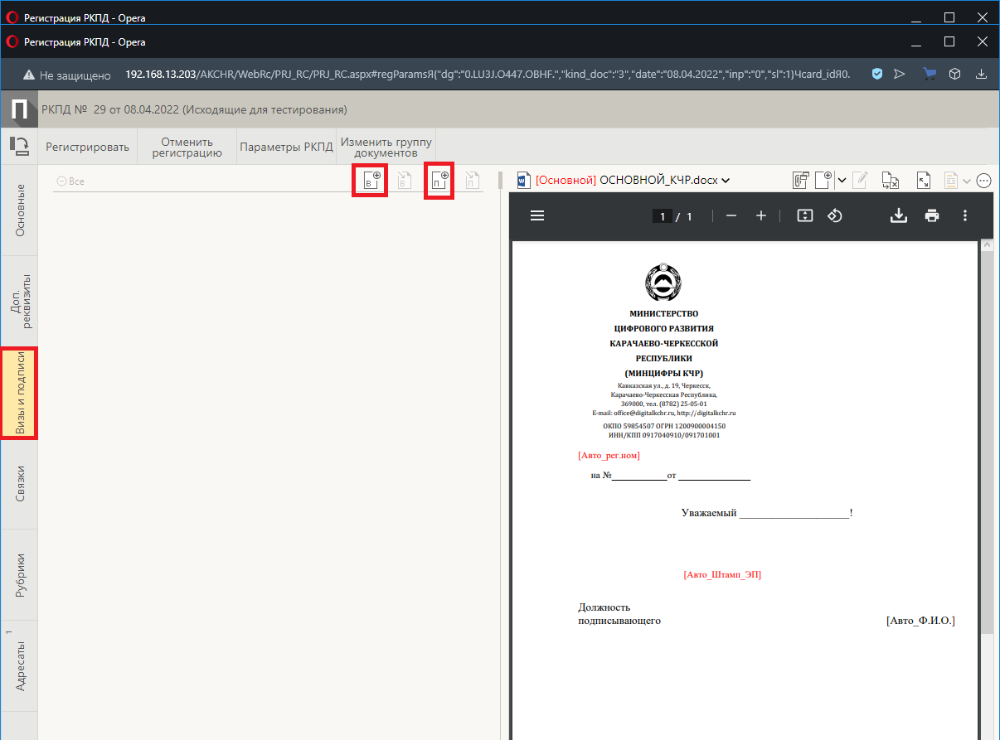 Регистрация РКПД - Opera
Регистрация РКПД - Opera
Не защищено 192.168.13.203/AKCHR/WebRc/PRJ_RC/PRJ_RC.aspx#regParamsЯ{"dg":"0.LU3J.O447.OBHF.","kind_doc":"3","date":"08.04.2022","inp":"0","sl":1}Чcard_idЯ0.
П РКПД № 29 от 08.04.2022 (Исходящие для тестирования)
Регистрировать
Отменить
регистрацию
Параметры РКПД
Изменить группу
документов
Все
В
В
П
П
[Основной] ОСНОВНОЙ_КЧР.docx
Основные
Доп.
реквизиты
Визы и подписи
Связки
Рубрики
Адресаты 1
1 / 1
МИНИСТЕРСТВО
ЦИФРОВОГО РАЗВИТИЯ
КАРАЧАЕВО-ЧЕРКЕССКОЙ
РЕСПУБЛИКИ
(МИНЦИФРЫ КЧР)
Кавказская ул., д. 19, Черкесск,
Карачаево-Черкесская Республика,
369000, тел. (8782) 25-05-01
E-mail: office@digitalkchr.ru, http://digitalkchr.ru
ОКПО 59854507 ОГРН 1200900004150
ИНН/КПП 0917040910/091701001
[Авто_рег.ном]
на №____________от ________________
Уважаемый ______________________!
[Авто_Штамп_ЭП]
Должность
подписывающего
[Авто_Ф.И.О.]